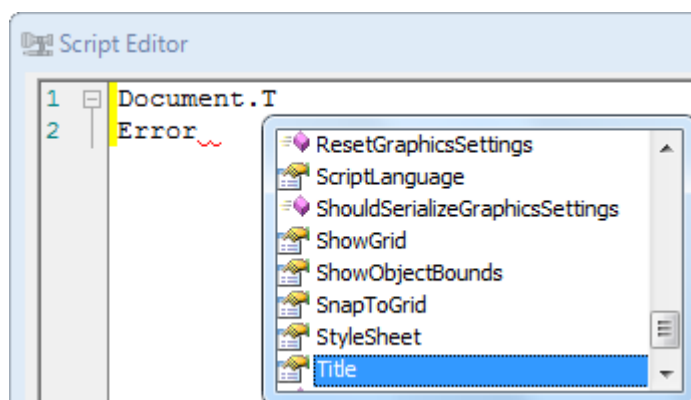 Script Editor
1 Document.T
2 Error
ResetGraphicsSettings
ScriptLanguage
ShouldSerializeGraphicsSettings
ShowGrid
ShowObjectBounds
SnapToGrid
StyleSheet
Title